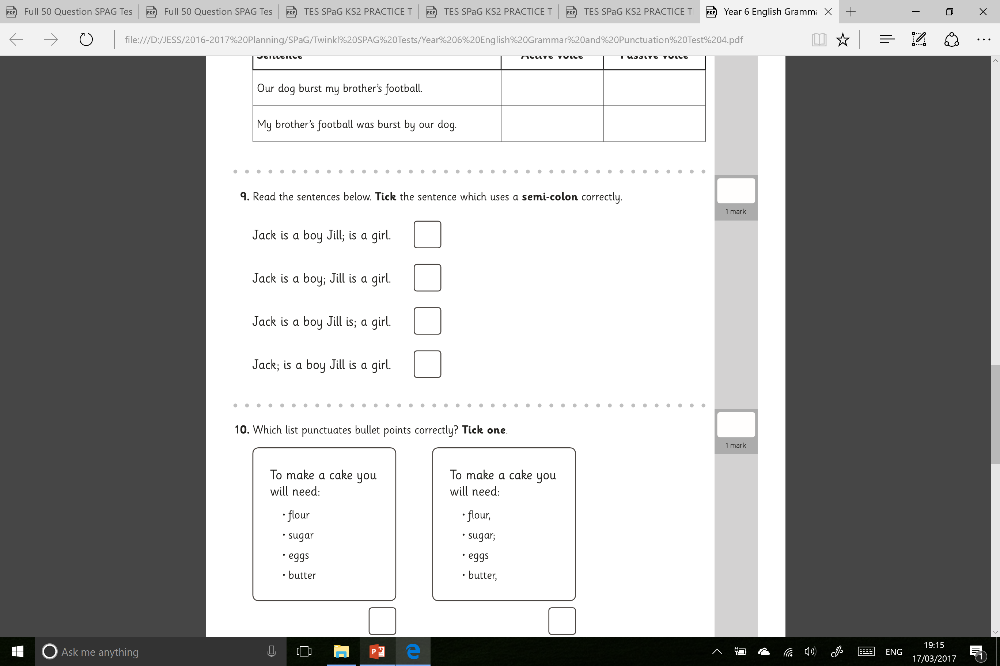 Full 50 Question SPAG Tes
Full 50 Question SPAG Tes
TES SPaG KS2 PRACTICE T
TES SPaG KS2 PRACTICE T
TES SPaG KS2 PRACTICE T
Year 6 English Gramma
file:///D:/JESS/2016-2017%20Planning/SPaG/Twinkl%20SPAG%20Tests/Year%206%20English%20Grammar%20and%20Punctuation%20Test%204.pdf
Sentence Active Voice Passive Voice
Our dog burst my brother’s football.
My brother’s football was burst by our dog.
9. Read the sentences below. Tick the sentence which uses a semi-colon correctly.
1 mark
Jack is a boy Jill; is a girl.
Jack is a boy; Jill is a girl.
Jack is a boy Jill is; a girl.
Jack; is a boy Jill is a girl.
10. Which list punctuates bullet points correctly? Tick one.
1 mark
To make a cake you
will need:
• flour
• sugar
• eggs
• butter
To make a cake you
will need:
• flour,
• sugar;
• eggs
• butter,
Ask me anything
ENG
19:15
17/03/2017
1